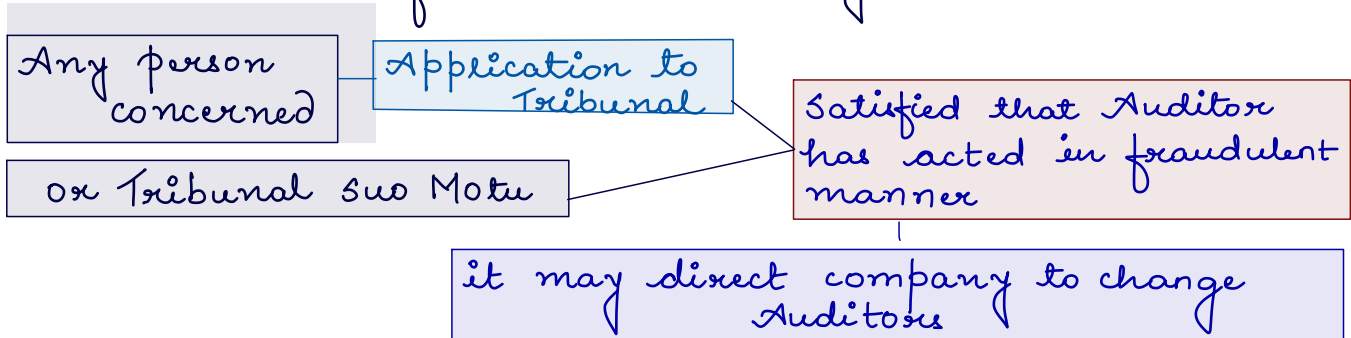 Any person
concerned
Application to
Tribunal
or Tribunal suo Motu
Satisfied that Auditor
has acted in fraudulent
manner
it may direct company to change
Auditors